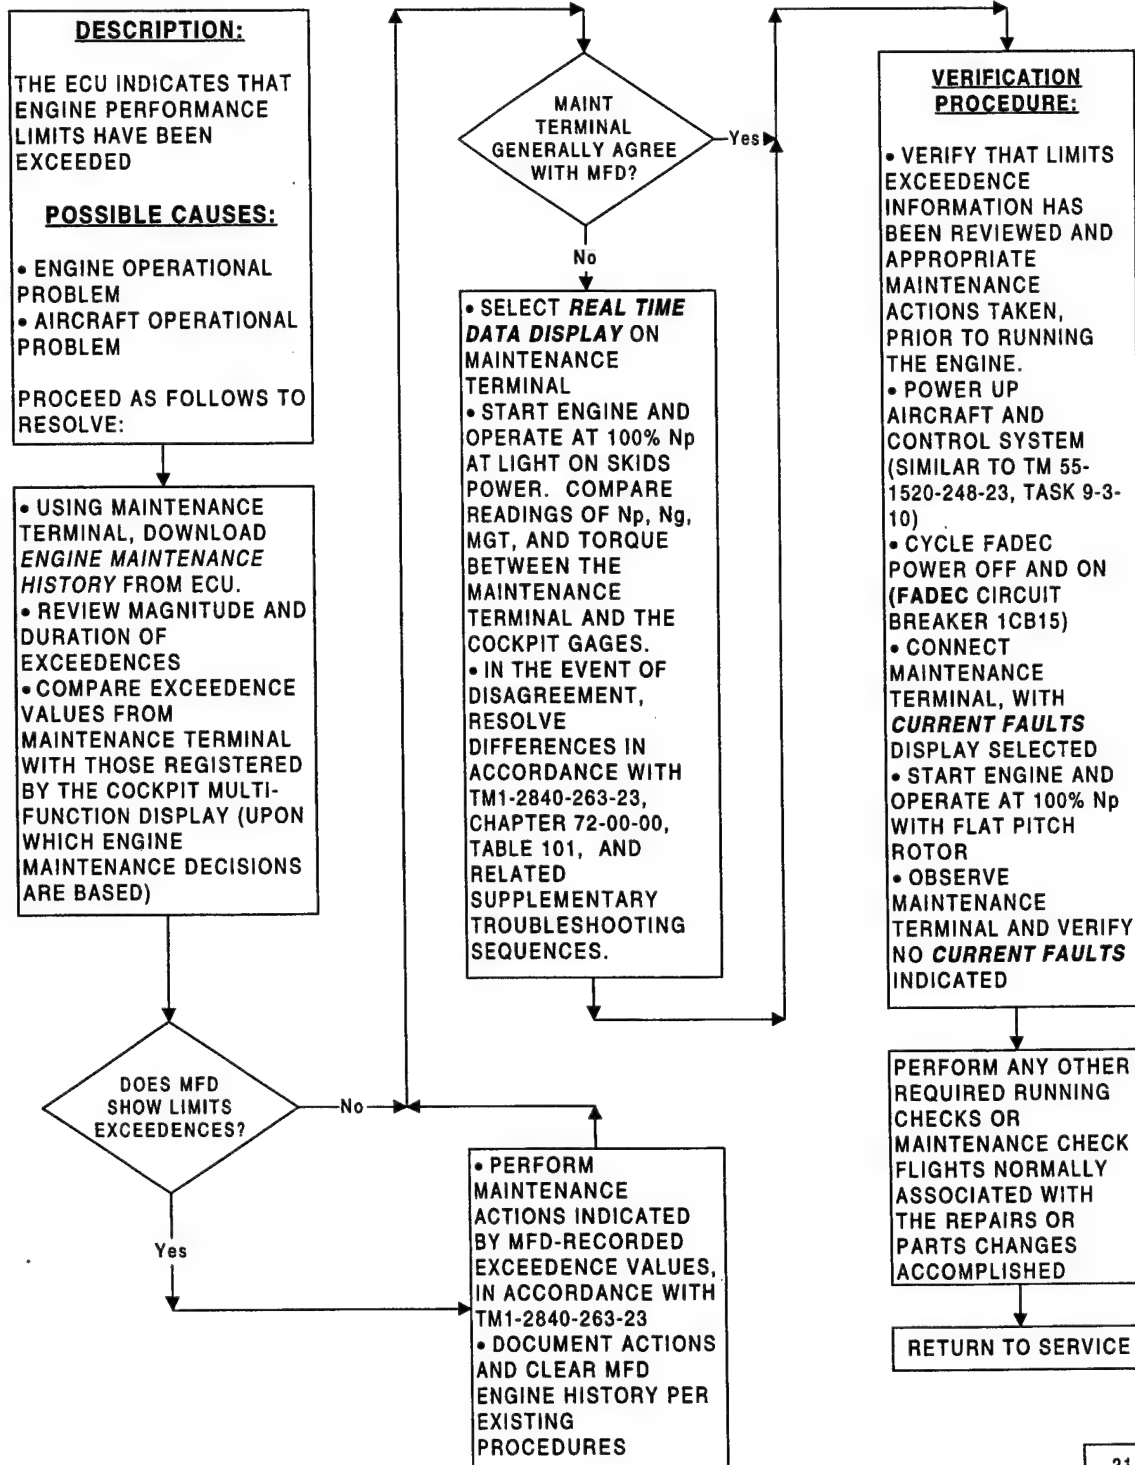 DESCRIPTION:
THE ECU INDICATES THAT
ENGINE PERFORMANCE
LIMITS HAVE BEEN
EXCEEDED
POSSIBLE CAUSES:
• ENGINE OPERATIONAL
PROBLEM
• AIRCRAFT OPERATIONAL
PROBLEM
PROCEED AS FOLLOWS TO
RESOLVE:
• USING MAINTENANCE
TERMINAL, DOWNLOAD
ENGINE MAINTENANCE
HISTORY FROM ECU.
• REVIEW MAGNITUDE AND
DURATION OF
EXCEEDENCES
• COMPARE EXCEEDENCE
VALUES FROM
MAINTENANCE TERMINAL
WITH THOSE REGISTERED
BY THE COCKPIT MULTI-
FUNCTION DISPLAY (UPON
WHICH ENGINE
MAINTENANCE DECISIONS
ARE BASED)
DOES MFD
SHOW LIMITS
EXCEEDENCES?
No
Yes
• PERFORM
MAINTENANCE
ACTIONS INDICATED
BY MFD-RECORDED
EXCEEDENCE VALUES,
IN ACCORDANCE WITH
TM1-2840-263-23
• DOCUMENT ACTIONS
AND CLEAR MFD
ENGINE HISTORY PER
EXISTING
PROCEDURES
MAINT
TERMINAL
GENERALLY AGREE
WITH MFD?
Yes
No
• SELECT REAL TIME
DATA DISPLAY ON
MAINTENANCE
TERMINAL
• START ENGINE AND
OPERATE AT 100% Np
AT LIGHT ON SKIDS
POWER. COMPARE
READINGS OF Np, Ng,
MGT, AND TORQUE
BETWEEN THE
MAINTENANCE
TERMINAL AND THE
COCKPIT GAGES.
• IN THE EVENT OF
DISAGREEMENT,
RESOLVE
DIFFERENCES IN
ACCORDANCE WITH
TM1-2840-263-23,
CHAPTER 72-00-00,
TABLE 101, AND
RELATED
SUPPLEMENTARY
TROUBLESHOOTING
SEQUENCES.
VERIFICATION
PROCEDURE:
• VERIFY THAT LIMITS
EXCEEDENCE
INFORMATION HAS
BEEN REVIEWED AND
APPROPRIATE
MAINTENANCE
ACTIONS TAKEN,
PRIOR TO RUNNING
THE ENGINE.
• POWER UP
AIRCRAFT AND
CONTROL SYSTEM
(SIMILAR TO TM 55-
1520-248-23, TASK 9-3-
10)
• CYCLE FADEC
POWER OFF AND ON
(FADEC CIRCUIT
BREAKER 1CB15)
• CONNECT
MAINTENANCE
TERMINAL, WITH
CURRENT FAULTS
DISPLAY SELECTED
• START ENGINE AND
OPERATE AT 100% Np
WITH FLAT PITCH
ROTOR
• OBSERVE
MAINTENANCE
TERMINAL AND VERIFY
NO CURRENT FAULTS
INDICATED
PERFORM ANY OTHER
REQUIRED RUNNING
CHECKS OR
MAINTENANCE CHECK
FLIGHTS NORMALLY
ASSOCIATED WITH
THE REPAIRS OR
PARTS CHANGES
ACCOMPLISHED
RETURN TO SERVICE